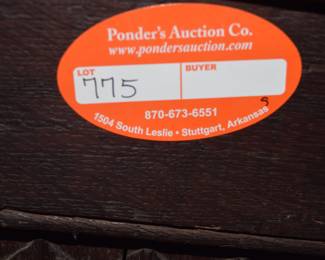 Ponder's Auction Co.
www.pondersauction.com
LOT BUYER
775
870-673-6551
1504 South Leslie • Stuttgart, Arkansas